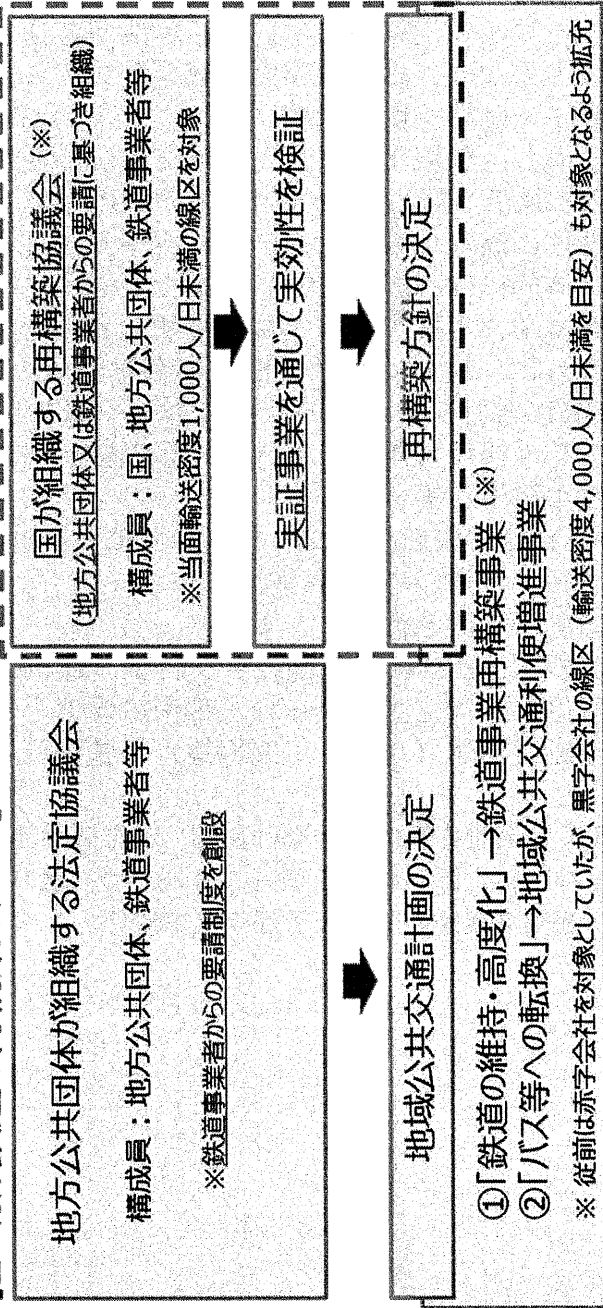 地方公共団体が組織する法定協議会
構成員：地方公共団体、鉄道事業者等
※鉄道事業者からの要請制度を創設
地域公共交通計画の決定
国が組織する再構築協議会（※）
（地方公共団体又は鉄道事業者からの要請に基づき組織）
構成員：国、地方公共団体、鉄道事業者等
※当面輸送密度1,000人/日未満の線区を対象
実証事業を通じて実効性を検証
再構築方針の決定
①「鉄道の維持・高度化」→鉄道事業再構築事業（※）
②「バス等への転換」→地域公共交通利便増進事業
※ 従前は赤字会社を対象としていたが、黒字会社の線区（輸送密度4,000人/日未満を目安）も対象となるよう拡充